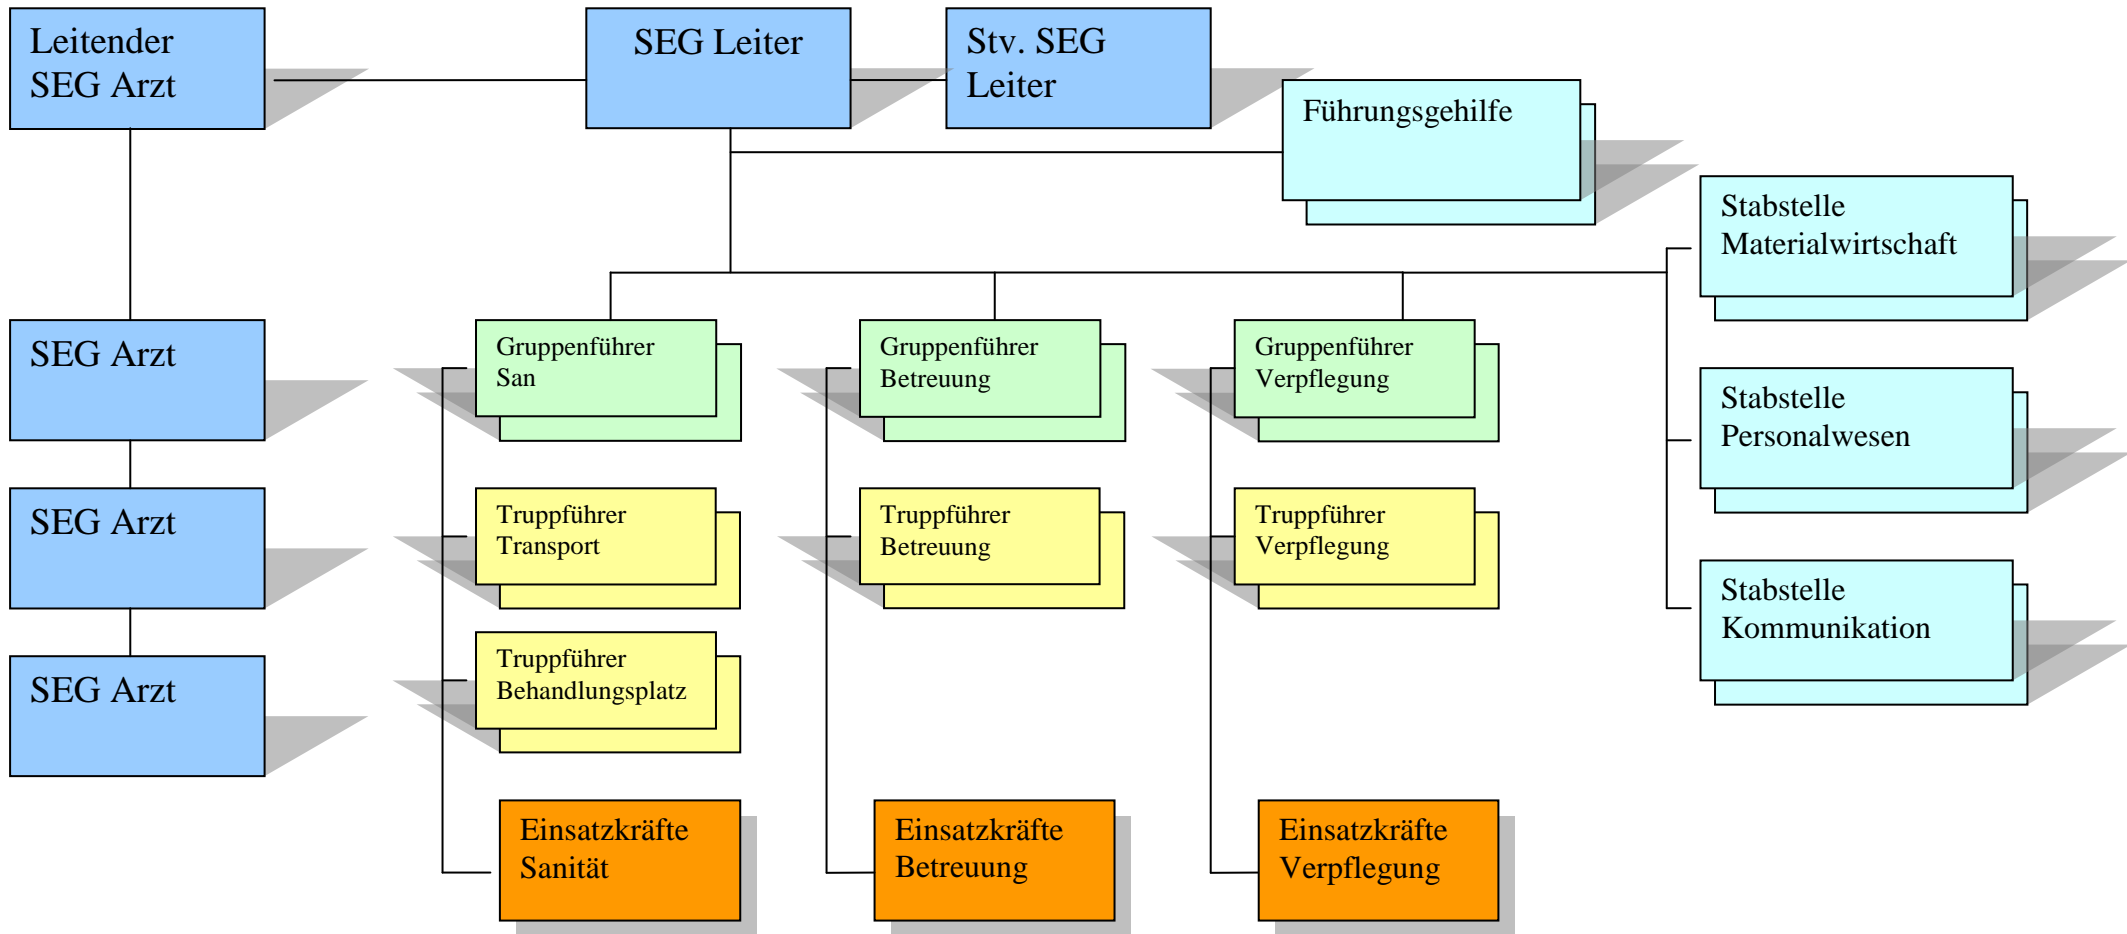 Leitender
SEG Arzt
SEG Leiter
Stv. SEG
Leiter
Führungsgehilfe
Stabstelle
Materialwirtschaft
SEG Arzt
Gruppenführer
San
Gruppenführer
Betreuung
Gruppenführer
Verpflegung
Stabstelle
Personalwesen
SEG Arzt
Truppführer
Transport
Truppführer
Betreuung
Truppführer
Verpflegung
Stabstelle
Kommunikation
SEG Arzt
Truppführer
Behandlungsplatz
Einsatzkräfte
Sanität
Einsatzkräfte
Betreuung
Einsatzkräfte
Verpflegung